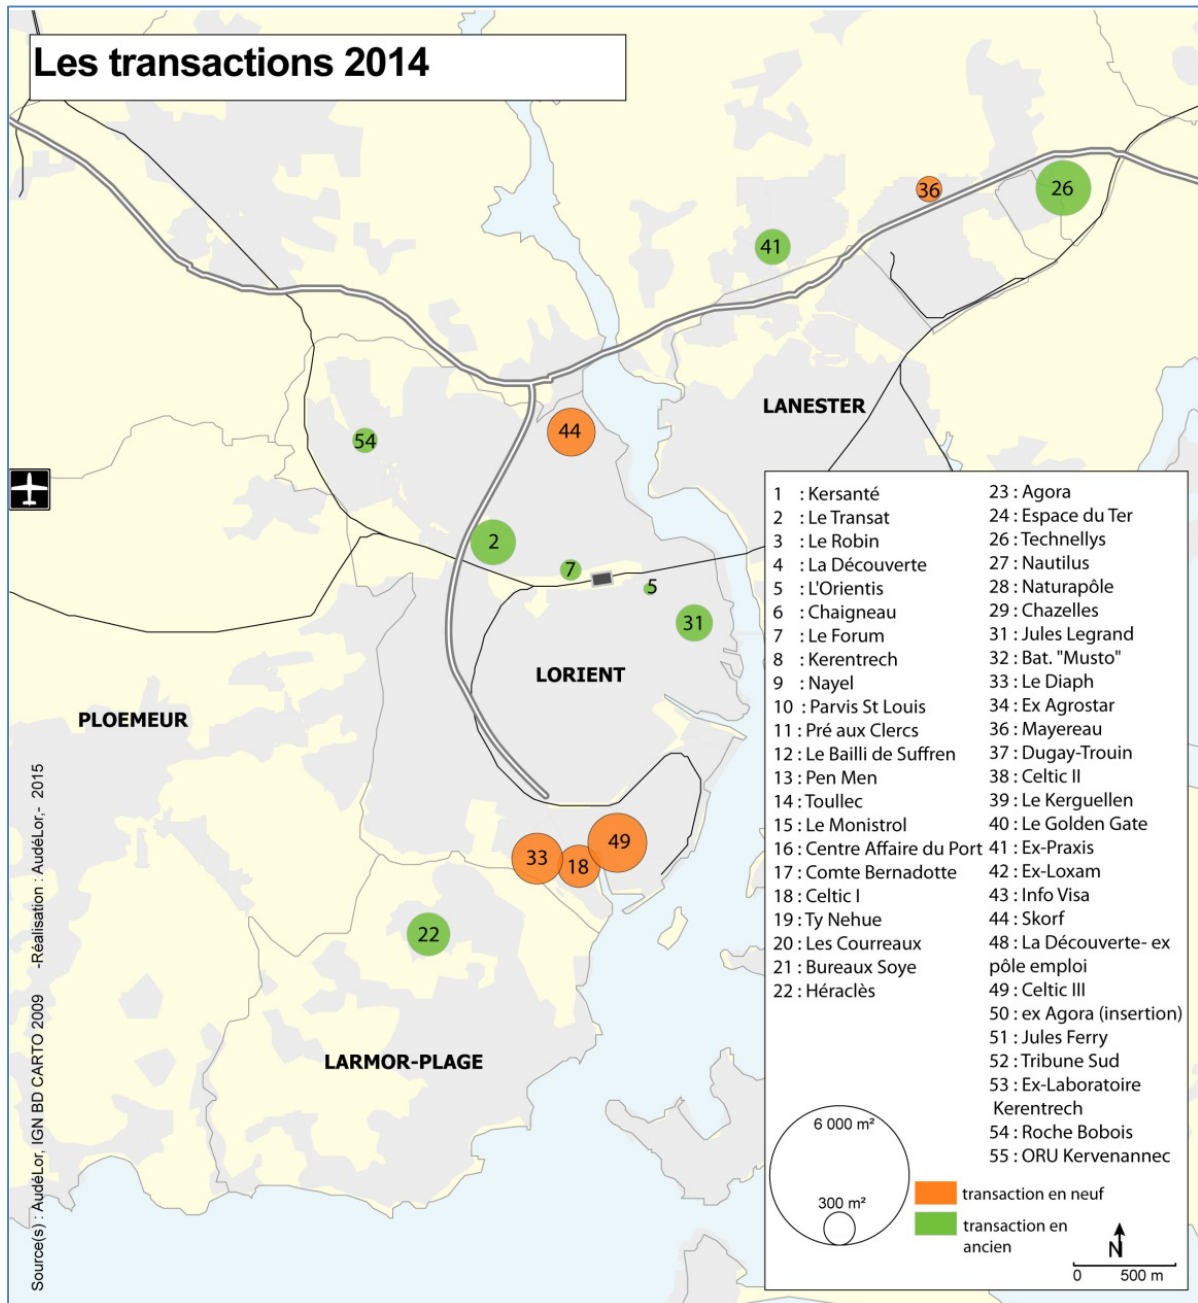 Les transactions 2014
36
26
41
44
54
2
7
5
31
33
18
49
22
LANESTER
LORIENT
PLOEMEUR
LARMOR-PLAGE
1 : Kersanté
2 : Le Transat
3 : Le Robin
4 : La Découverte
5 : L'Orientis
6 : Chaigneau
7 : Le Forum
8 : Kerentrech
9 : Nayel
10 : Parvis St Louis
11 : Pré aux Clercs
12 : Le Bailli de Suffren
13 : Pen Men
14 : Toullec
15 : Le Monistrol
16 : Centre Affaire du Port
17 : Comte Bernadotte
18 : Celtic I
19 : Ty Nehue
20 : Les Courreaux
21 : Bureaux Soye
22 : Héraclès
23 : Agora
24 : Espace du Ter
26 : Technellys
27 : Nautilus
28 : Naturapôle
29 : Chazelles
31 : Jules Legrand
32 : Bat. "Musto"
33 : Le Diaph
34 : Ex Agrostar
36 : Mayereau
37 : Dugay-Trouin
38 : Celtic II
39 : Le Kerguellen
40 : Le Golden Gate
41 : Ex-Praxis
42 : Ex-Loxam
43 : Info Visa
44 : Skorf
48 : La Découverte- ex
pôle emploi
49 : Celtic III
50 : ex Agora (insertion)
51 : Jules Ferry
52 : Tribune Sud
53 : Ex-Laboratoire
Kerentrech
54 : Roche Bobois
55 : ORU Kervenannec
6 000 m²
300 m²
transaction en neuf
transaction en
ancien
N
0 500 m
Source(s) : AudéLor, IGN BD CARTO 2009 -Réalisation : AudéLor,- 2015